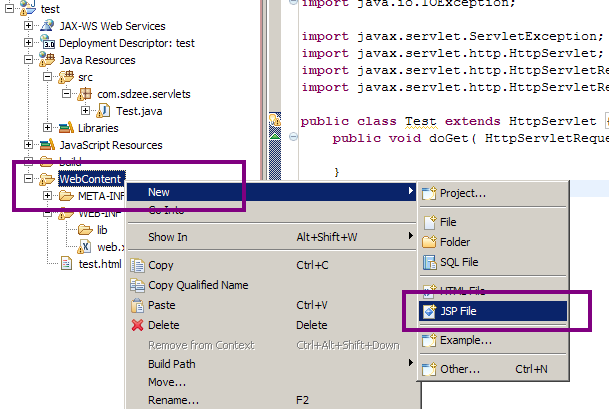 test
JAX-WS Web Services
Deployment Descriptor: test
Java Resources
src
com.sdzee.servlets
Test.java
Libraries
JavaScript Resources
build
WebContent
META-INF
WEB-INF
lib
web.x
test.html
import java.io.IOException;
import javax.servlet.ServletException;
import javax.servlet.http.HttpServlet;
import javax.servlet.http.HttpServletRe
import javax.servlet.http.HttpServletRe
public class Test extends HttpServlet {
public void doGet( HttpServletReque
}
New
Go Into
Show In Alt+Shift+W
Copy Ctrl+C
Copy Qualified Name
Paste Ctrl+V
Delete Delete
Remove from Context Ctrl+Alt+Shift+Down
Build Path
Move...
Rename... F2
Project...
File
Folder
SQL File
HTML File
JSP File
Example...
Other... Ctrl+N